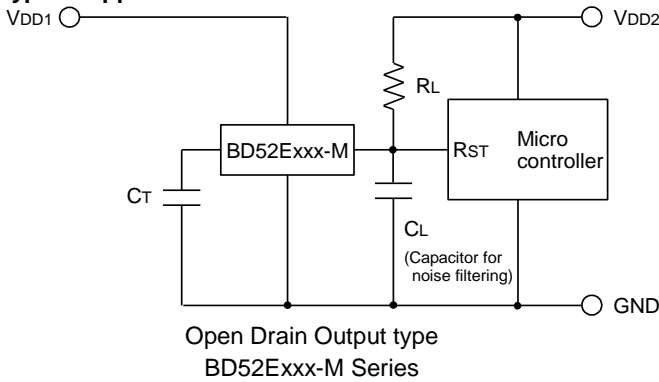 VDD1
VDD2
RL
BD52Exxx-M
RST
Micro
controller
CT
CL
(Capacitor for
noise filtering)
GND
Open Drain Output type
BD52Exxx-M Series